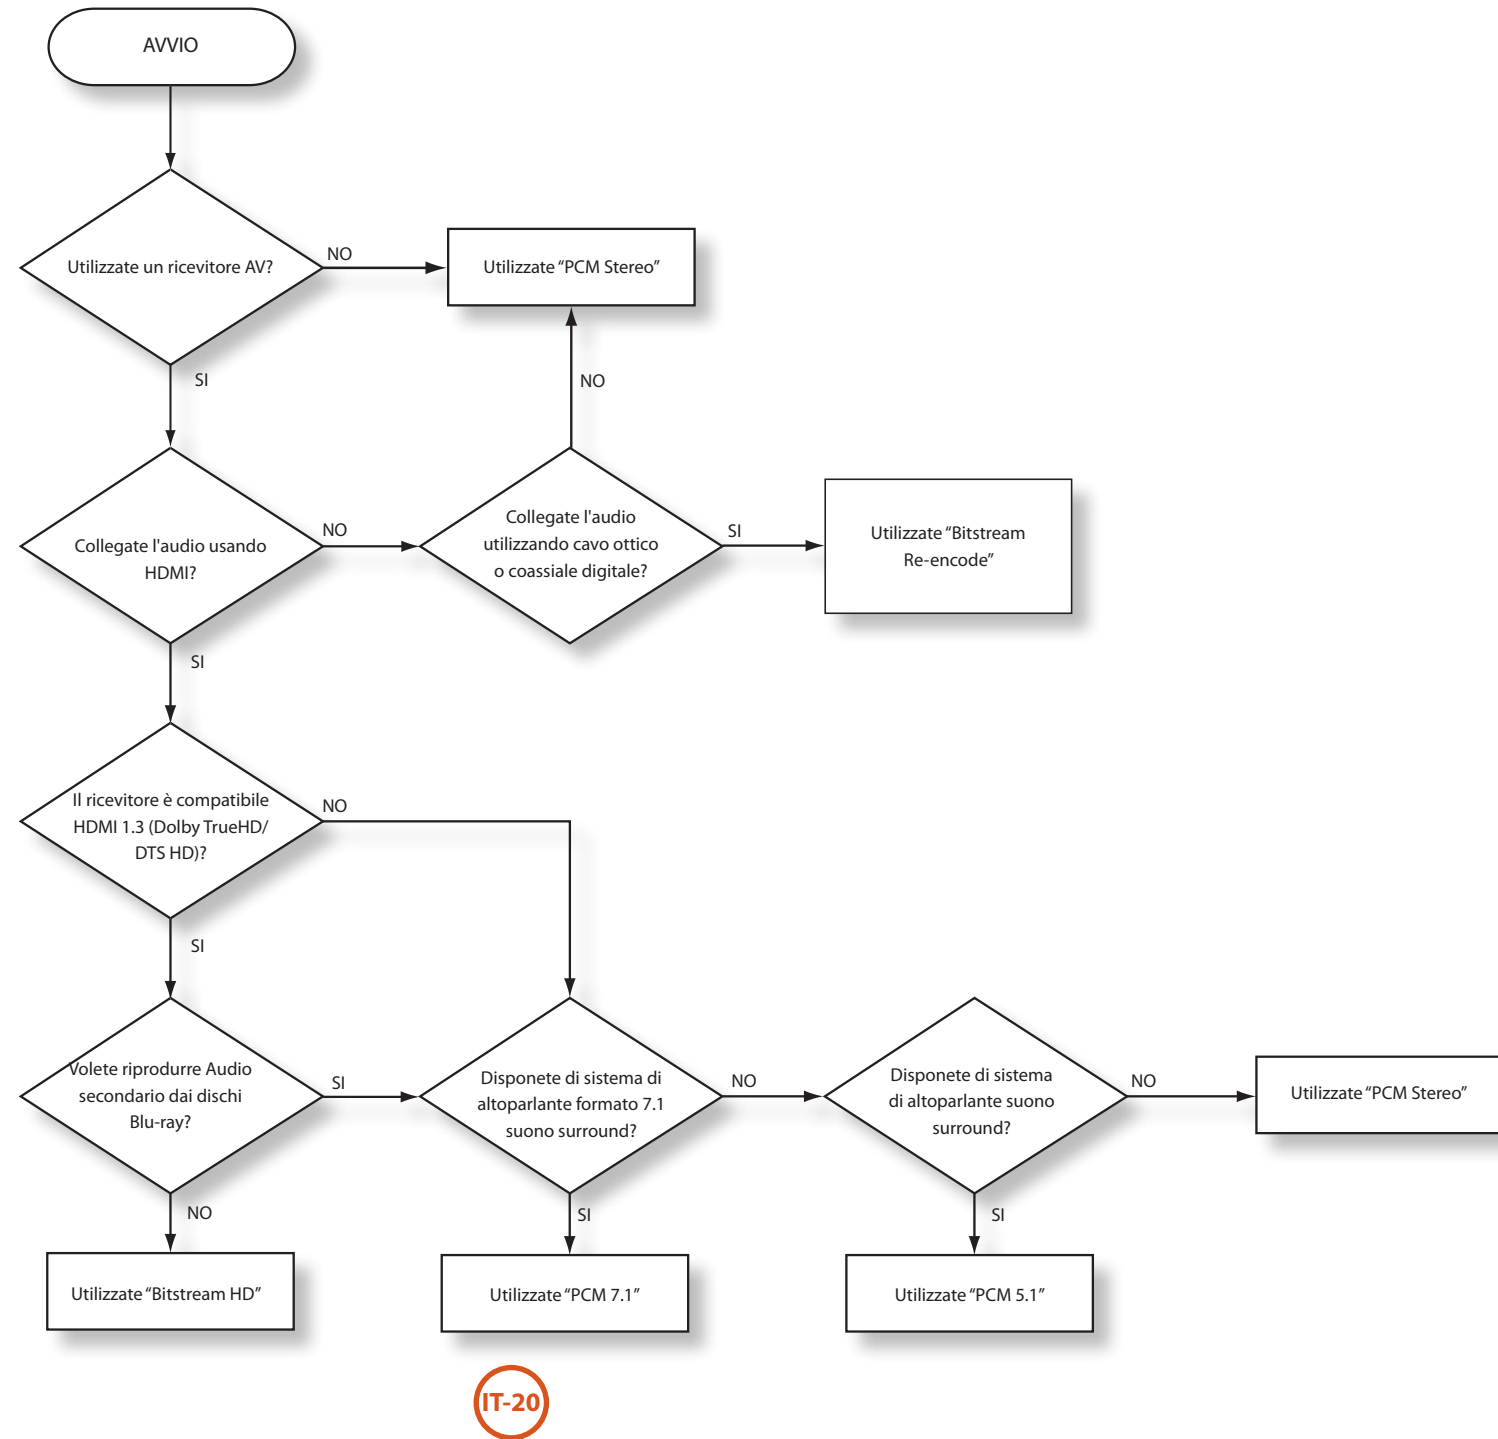 AVVIO
Utilizzate un ricevitore AV?
NO
Utilizzate “PCM Stereo”
SI
NO
Collegate l'audio usando
HDMI?
NO
Collegate l'audio
utilizzando cavo ottico
o coassiale digitale?
SI
Utilizzate “Bitstream
Re-encode”
SI
Il ricevitore è compatibile
HDMI 1.3 (Dolby TrueHD/
DTS HD)?
NO
SI
Volete riprodurre Audio
secondario dai dischi
Blu-ray?
SI
Disponete di sistema di
altoparlante formato 7.1
suono surround?
NO
Disponete di sistema
di altoparlante suono
surround?
NO
Utilizzate “PCM Stereo”
NO
SI
SI
Utilizzate “Bitstream HD”
Utilizzate “PCM 7.1”
Utilizzate “PCM 5.1”
IT-20